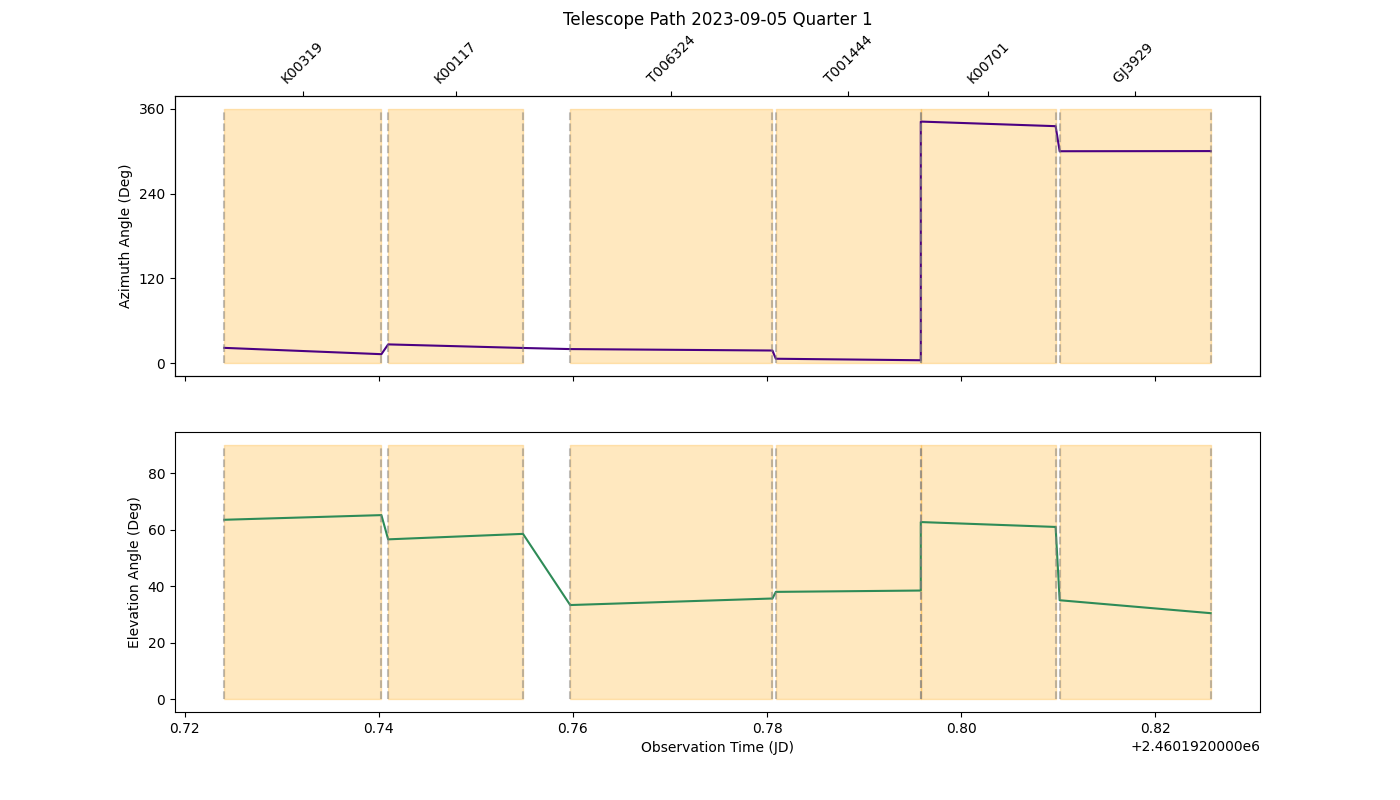 Telescope Path 2023-09-05 Quarter 1
K00319
K00117
T006324
T001444
K00701
GJ3929
360
240
120
0
Azimuth Angle (Deg)
80
60
40
20
0
Elevation Angle (Deg)
0.72
0.74
0.76
0.78
0.80
0.82
Observation Time (JD)
+2.4601920000e6